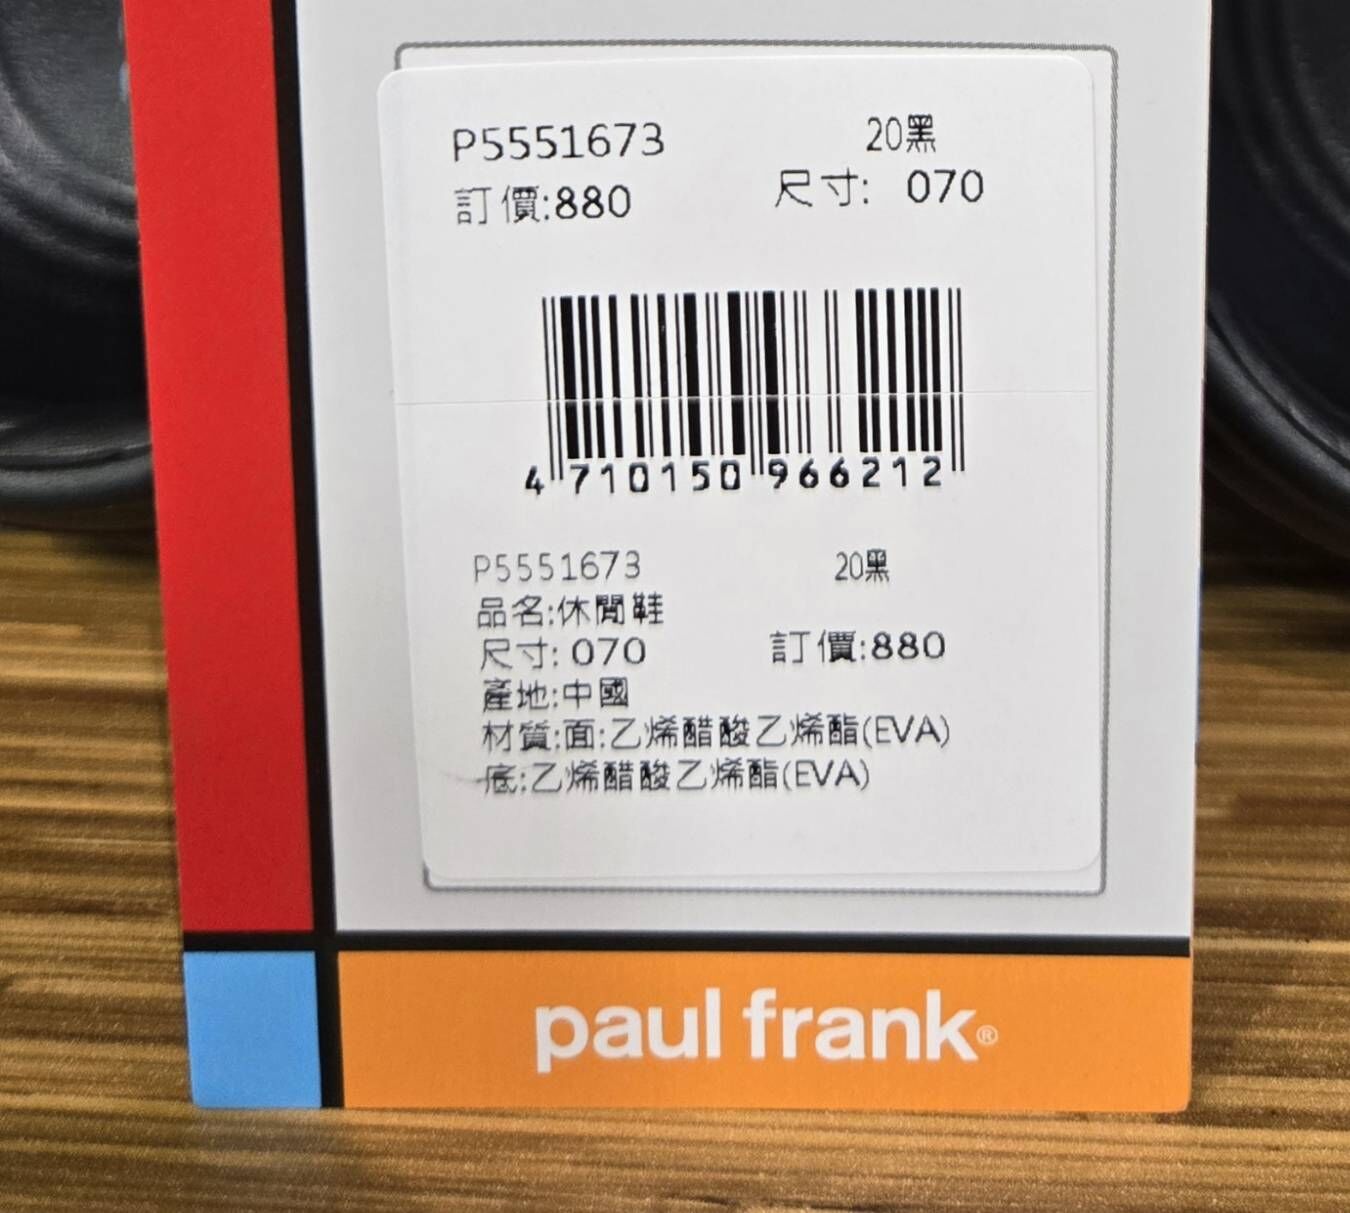 P5551673 20黑
訂價:880 尺寸: 070
4 710150 966212
P5551673 20黑
品名:休閒鞋
尺寸: 070 訂價:880
產地:中國
材質:面:乙烯醋酸乙烯酯(EVA)
底:乙烯醋酸乙烯酯(EVA)
paul frank®